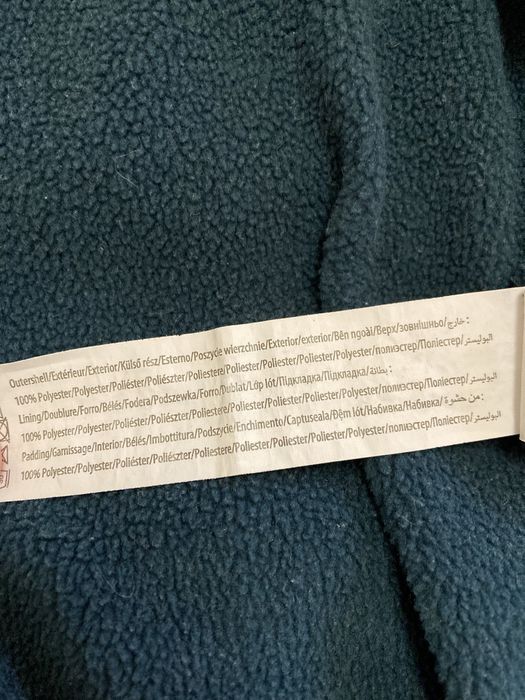 Outershell/Extérieur/Exterior/Külső rész/Esterno/Poszycie wierzchnie/Exterior/exterior/Bên ngoài/Верх/зовнішньо/خارج:
100% Polyester/Polyester/Poliéster/Poliészter/Poliestere/Poliester/Poliester/Poliester/Polyester/полиэстер/Поліестер/البوليستر
Lining/Doublure/Forro/Bélés/Fodera/Podszewka/Forro/Dublat/Lớp lót/Підкладка/Підкладка/بطانة:
100% Polyester/Polyester/Poliéster/Poliészter/Poliestere/Poliester/Poliester/Poliester/Polyester/полиэстер/Поліестер/البوليستر
Padding/Garnissage/Interior/Bélés/Imbottitura/Podszycie/Enchimento/Captuseala/Đệm lót/Набивка/Набивка/من حشوة:
100% Polyester/Polyester/Poliéster/Poliészter/Poliestere/Poliester/Poliester/Poliester/Polyester/полиэстер/Поліестер/البوليستر